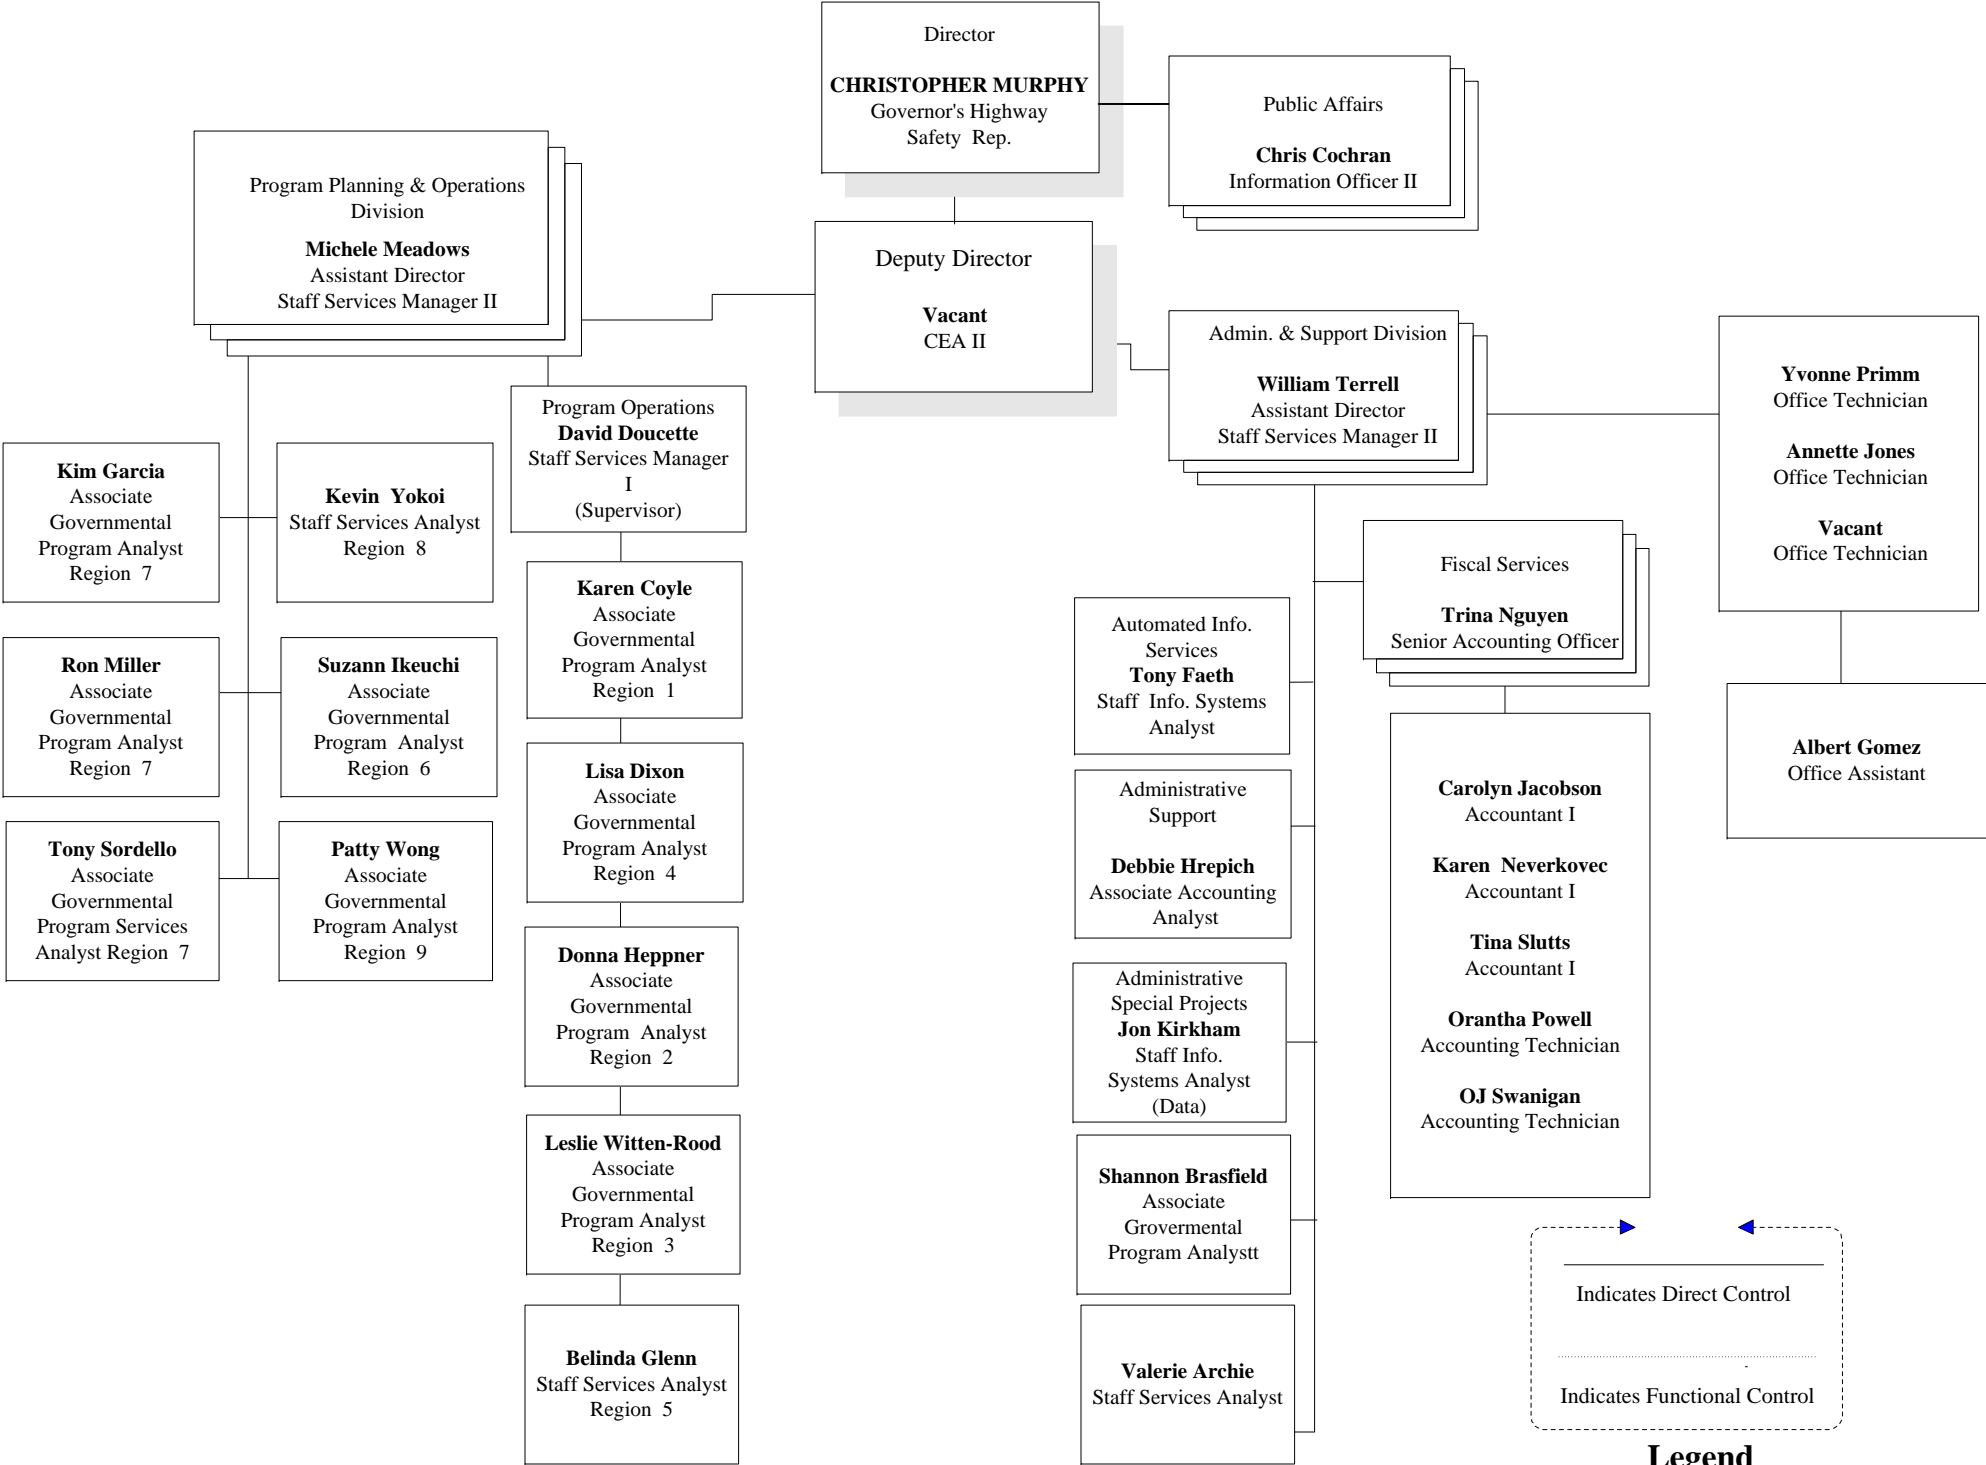 Director
CHRISTOPHER MURPHY
Governor's Highway
Safety Rep.
Public Affairs
Chris Cochran
Information Officer II
Program Planning & Operations
Division
Michele Meadows
Assistant Director
Staff Services Manager II
Deputy Director
Vacant
CEA II
Admin. & Support Division
William Terrell
Assistant Director
Staff Services Manager II
Yvonne Primm
Office Technician
Annette Jones
Office Technician
Vacant
Office Technician
Albert Gomez
Office Assistant
Kim Garcia
Associate
Governmental
Program Analyst
Region 7
Kevin Yokoi
Staff Services Analyst
Region 8
Ron Miller
Associate
Governmental
Program Analyst
Region 7
Suzann Ikeuchi
Associate
Governmental
Program Analyst
Region 6
Tony Sordello
Associate
Governmental
Program Services
Analyst Region 7
Patty Wong
Associate
Governmental
Program Analyst
Region 9
Program Operations
David Doucette
Staff Services Manager
I
(Supervisor)
Karen Coyle
Associate
Governmental
Program Analyst
Region 1
Lisa Dixon
Associate
Governmental
Program Analyst
Region 4
Donna Heppner
Associate
Governmental
Program Analyst
Region 2
Leslie Witten-Rood
Associate
Governmental
Program Analyst
Region 3
Belinda Glenn
Staff Services Analyst
Region 5
Automated Info.
Services
Tony Faeth
Staff Info. Systems
Analyst
Administrative
Support
Debbie Hrepich
Associate Accounting
Analyst
Administrative
Special Projects
Jon Kirkham
Staff Info.
Systems Analyst
(Data)
Shannon Brasfield
Associate
Grovermental
Program Analystt
Valerie Archie
Staff Services Analyst
Fiscal Services
Trina Nguyen
Senior Accounting Officer
Carolyn Jacobson
Accountant I
Karen Neverkovec
Accountant I
Tina Slutts
Accountant I
Orantha Powell
Accounting Technician
OJ Swanigan
Accounting Technician
Indicates Direct Control
Indicates Functional Control
Legend